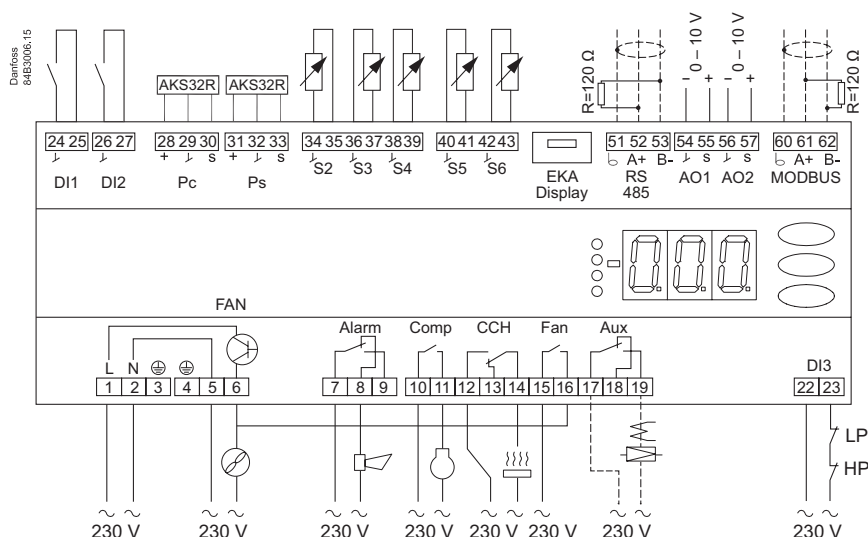 Danfoss
84B3006.15
AKS32R AKS32R
R=120 Ω
0 – 10 V
0 – 10 V
R=120 Ω
24 25 26 27 28 29 30 31 32 33 34 35 36 37 38 39 40 41 42 43 51 52 53 54 55 56 57 60 61 62
+ s + s A+ B- s s A+ B-
DI1 DI2 Pc Ps S2 S3 S4 S5 S6
EKA
Display
RS
485
AO1 AO2 MODBUS
0.0.0.
FAN
Alarm Comp CCH Fan Aux
L N DI3
1 2 3 4 5 6 7 8 9 10 11 12 13 14 15 16 17 18 19 22 23
LP
HP
230 V 230 V 230 V 230 V 230 V 230 V 230 V 230 V